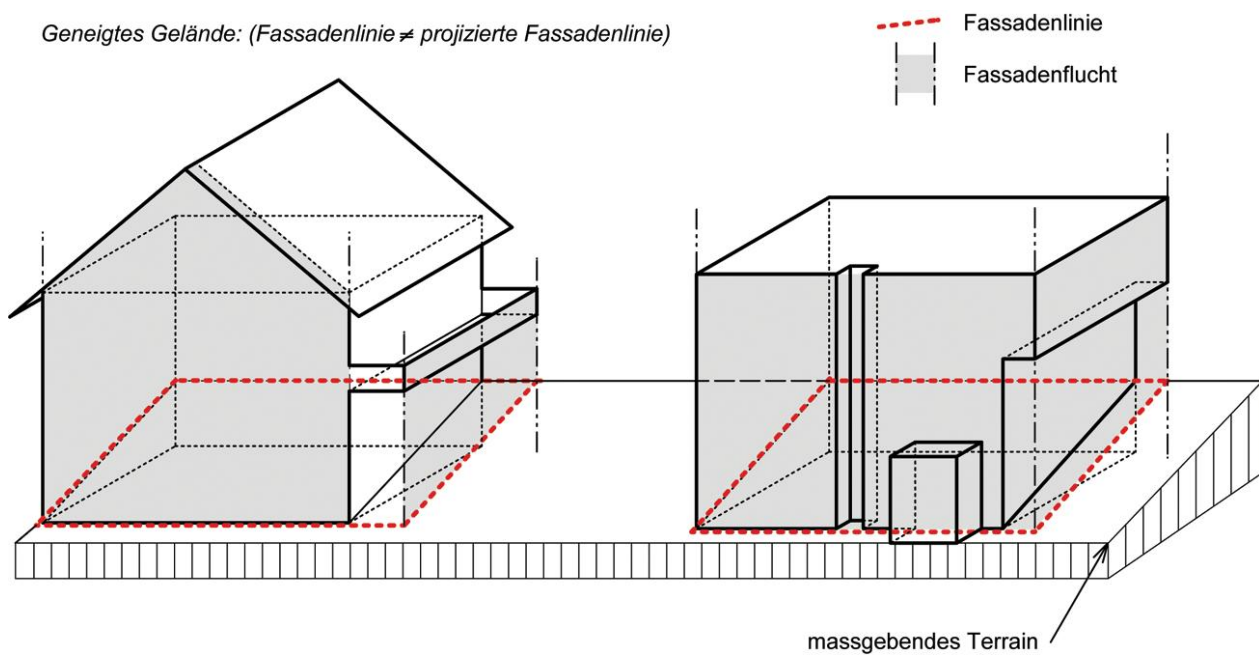 Geneigtes Gelände: (Fassadenlinie ≠ projizierte Fassadenlinie)
Fassadenlinie
Fassadenflucht
massgebendes Terrain